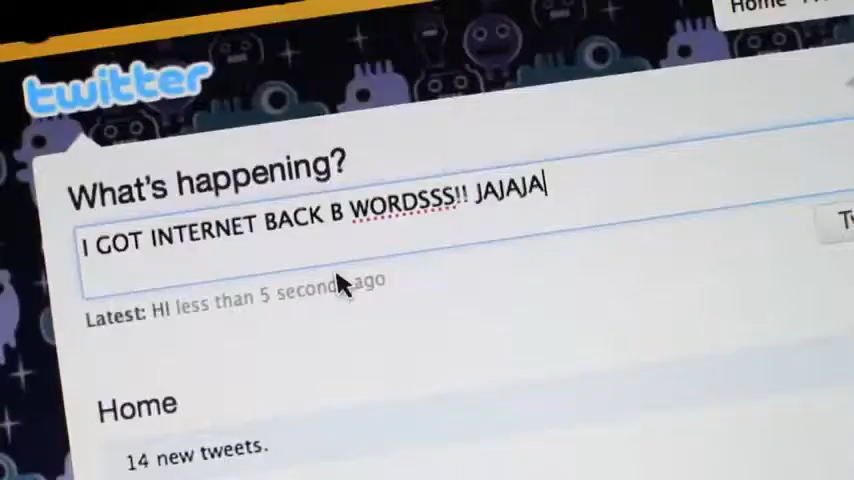 Home
twitter
What's happening?
I GOT INTERNET BACK B WORDSSS!! JAJAJA
Latest: HI less than 5 seconds ago
Home
14 new tweets.